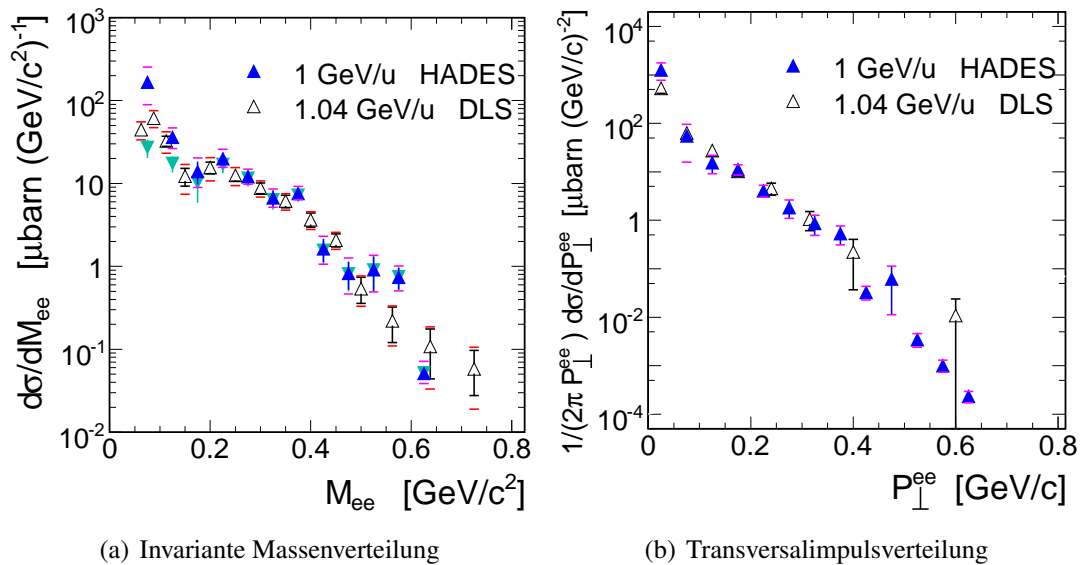 dσ/dM_ee [μbarn (GeV/c²)⁻¹]
10³
10²
10
1
10⁻¹
10⁻²
1 GeV/u HADES
1.04 GeV/u DLS
0 0.2 0.4 0.6 0.8
M_ee [GeV/c²]
(a) Invariante Massenverteilung
1/(2π P_⊥^ee ) dσ/dP_⊥^ee [μbarn (GeV/c)⁻²]
10⁴
10²
1
10⁻²
10⁻⁴
1 GeV/u HADES
1.04 GeV/u DLS
0 0.2 0.4 0.6 0.8
P_⊥^ee [GeV/c]
(b) Transversalimpulsverteilung